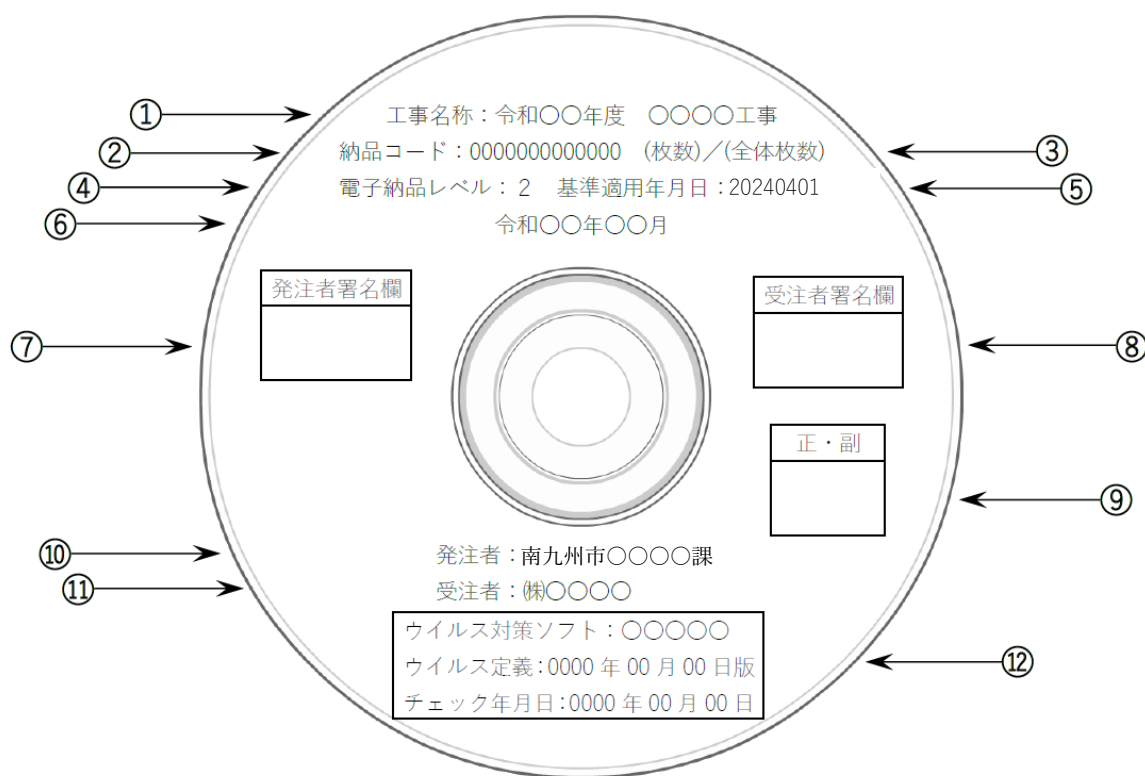 ① 工事名称：令和〇〇年度　〇〇〇〇工事
② 納品コード：0000000000000　(枚数)／(全体枚数) ③
④ 電子納品レベル：２　基準適用年月日：20240401 ⑤
⑥ 令和〇〇年〇〇月
発注者署名欄
受注者署名欄
⑦
⑧
正・副
⑨
⑩ 発注者：南九州市〇〇〇〇課
⑪ 受注者：㈱〇〇〇〇
ウイルス対策ソフト：〇〇〇〇〇
ウイルス定義：0000 年 00 月 00 日版 ⑫
チェック年月日：0000 年 00 月 00 日